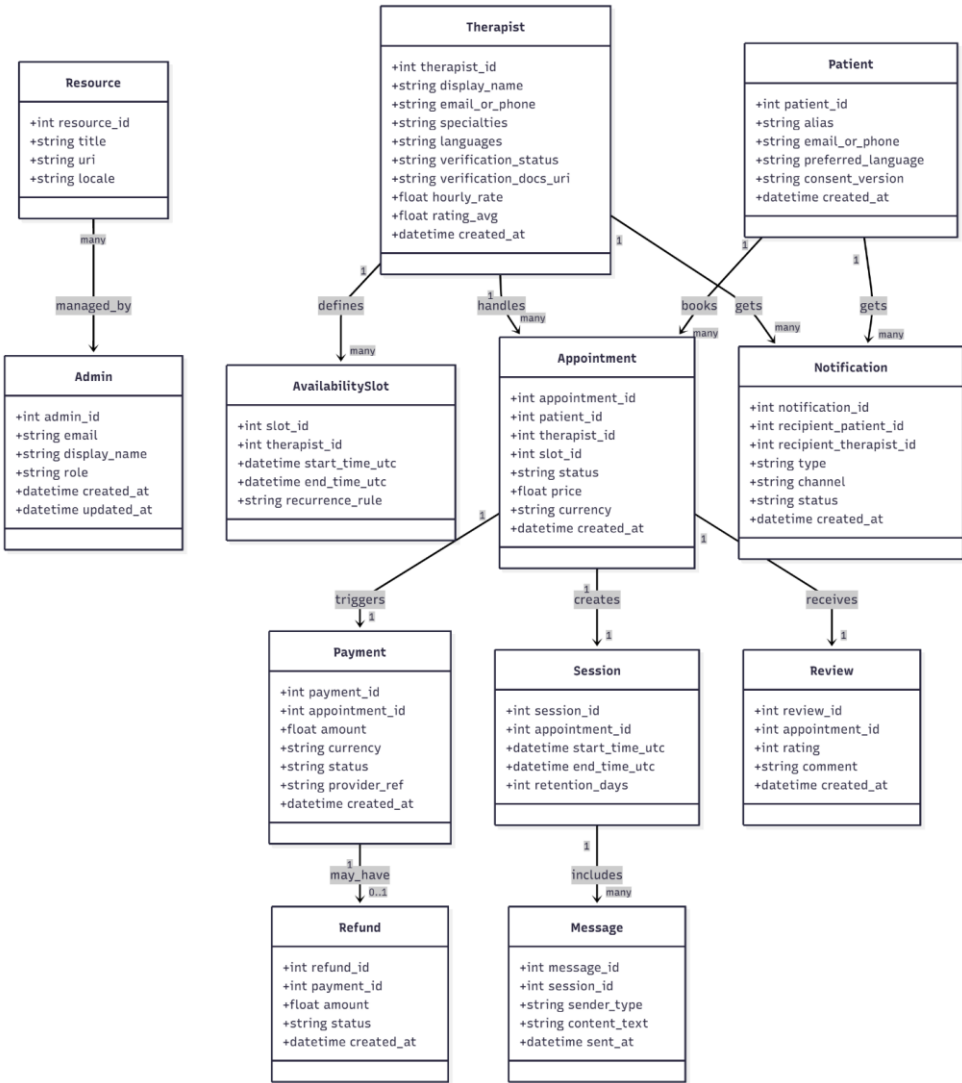 Resource
+int resource_id
+string title
+string uri
+string locale
Therapist
+int therapist_id
+string display_name
+string email_or_phone
+string specialties
+string languages
+string verification_status
+string verification_docs_uri
+float hourly_rate
+float rating_avg
+datetime created_at
Patient
+int patient_id
+string alias
+string email_or_phone
+string preferred_language
+string consent_version
+datetime created_at
many
managed_by
1
defines
many
1
handles
many
1
books
many
1
gets
many
1
gets
many
Admin
+int admin_id
+string email
+string display_name
+string role
+datetime created_at
+datetime updated_at
AvailabilitySlot
+int slot_id
+int therapist_id
+datetime start_time_utc
+datetime end_time_utc
+string recurrence_rule
Appointment
+int appointment_id
+int patient_id
+int therapist_id
+int slot_id
+string status
+float price
+string currency
+datetime created_at
Notification
+int notification_id
+int recipient_patient_id
+int recipient_therapist_id
+string type
+string channel
+string status
+datetime created_at
1
triggers
1
1
creates
1
1
receives
1
Payment
+int payment_id
+int appointment_id
+float amount
+string currency
+string status
+string provider_ref
+datetime created_at
Session
+int session_id
+int appointment_id
+datetime start_time_utc
+datetime end_time_utc
+int retention_days
Review
+int review_id
+int appointment_id
+int rating
+string comment
+datetime created_at
1
may_have
0..1
1
includes
many
Refund
+int refund_id
+int payment_id
+float amount
+string status
+datetime created_at
Message
+int message_id
+int session_id
+string sender_type
+string content_text
+datetime sent_at